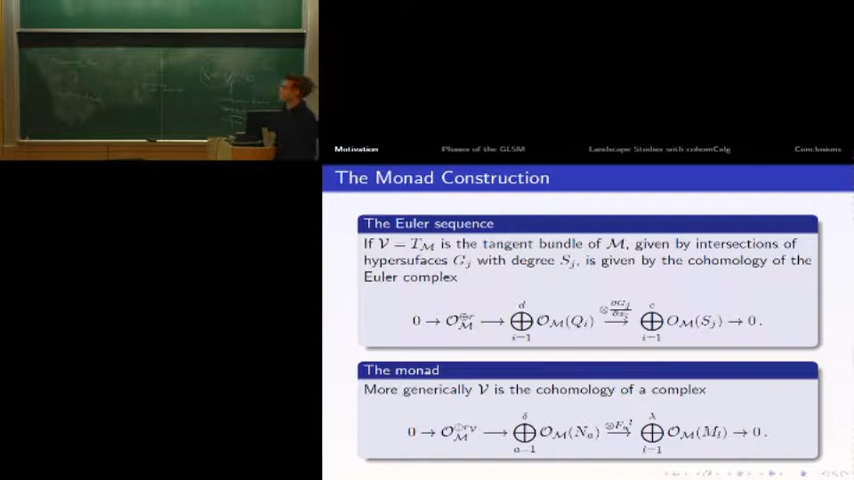 Motivation Phases of the GLSM Landscape Studies with cohomCalg Conclusions
The Monad Construction
The Euler sequence
If 𝒱 = T_ℳ is the tangent bundle of ℳ, given by intersections of
hypersufaces G_j with degree S_j, is given by the cohomology of the
Euler complex
0 → 𝒪_ℳ^{⊕r} ⟶ ⨁_{i=1}^{d} 𝒪_ℳ(Q_i) ⟶^{⊗∂G_j/∂x_i} ⨁_{i=1}^{c} O_ℳ(S_j) → 0 .
The monad
More generically 𝒱 is the cohomology of a complex
0 → 𝒪_ℳ^{⊕r_𝒱} ⟶ ⨁_{a=1}^{δ} 𝒪_ℳ(N_a) ⟶^{⊗F_a^l} ⨁_{l=1}^{λ} 𝒪_ℳ(M_l) → 0 .